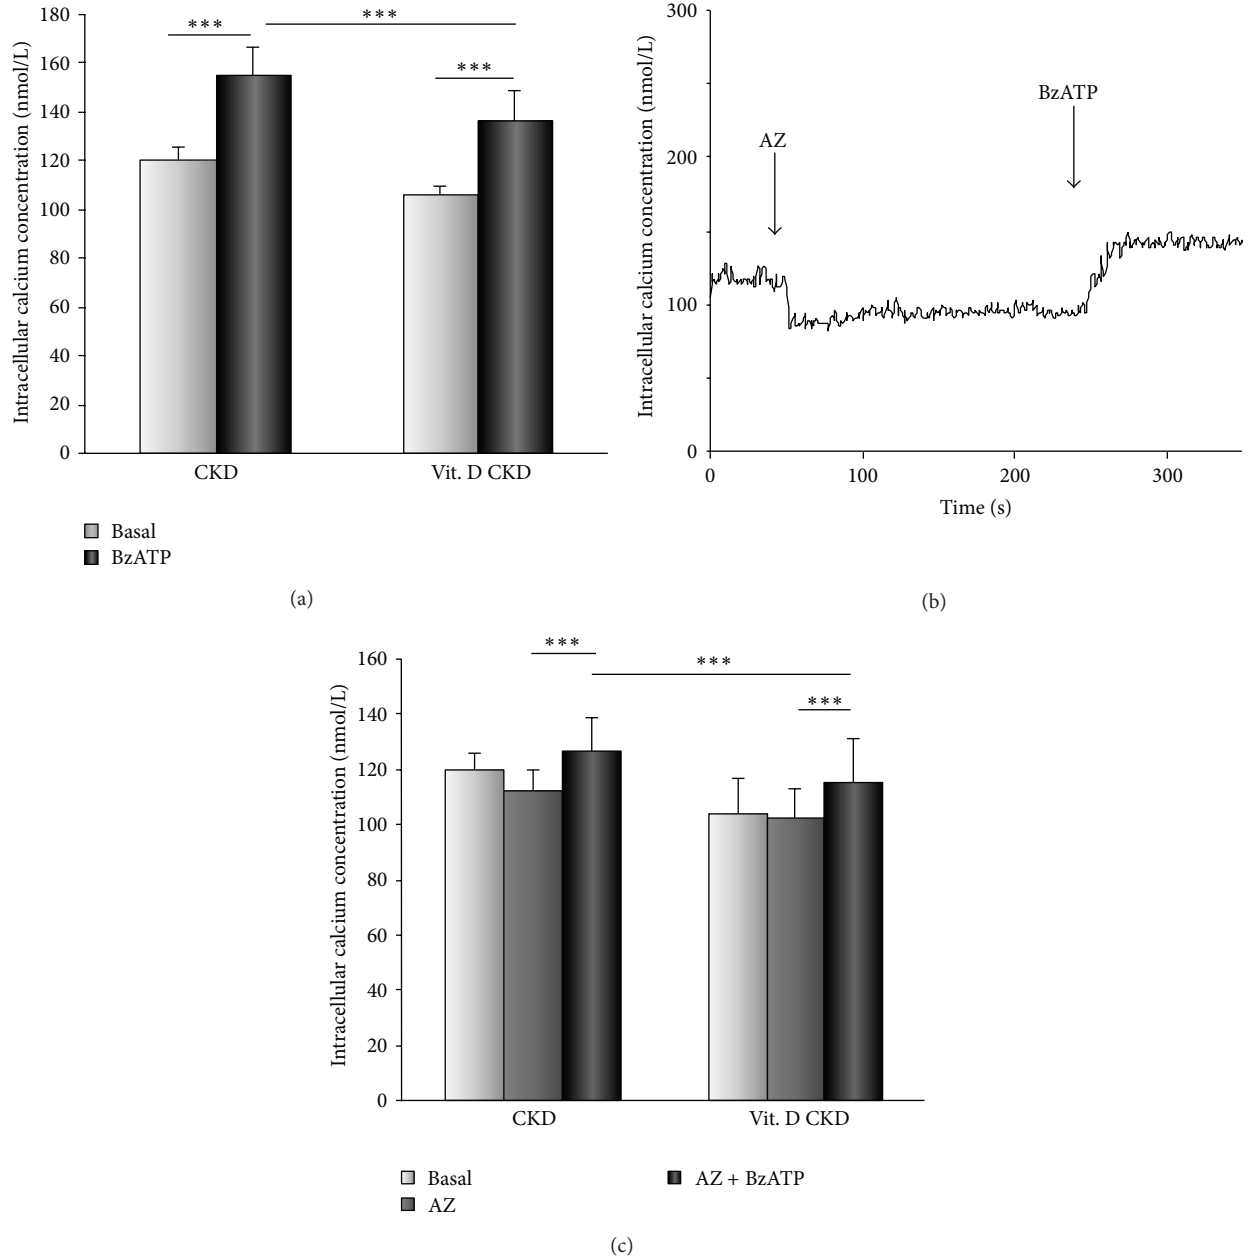 Intracellular calcium concentration (nmol/L)
180
160
140
120
100
80
60
40
20
0
***
***
***
CKD
Vit. D CKD
Basal
BzATP
(a)
Intracellular calcium concentration (nmol/L)
300
200
100
0
AZ
BzATP
0
100
200
300
Time (s)
(b)
Intracellular calcium concentration (nmol/L)
160
140
120
100
80
60
40
20
0
***
***
***
CKD
Vit. D CKD
Basal
AZ
AZ + BzATP
(c)